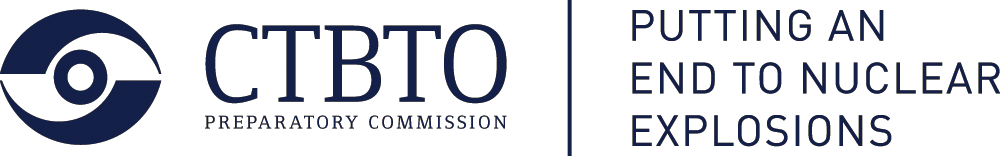 CTBTO
PREPARATORY COMMISSION
PUTTING AN
END TO NUCLEAR
EXPLOSIONS